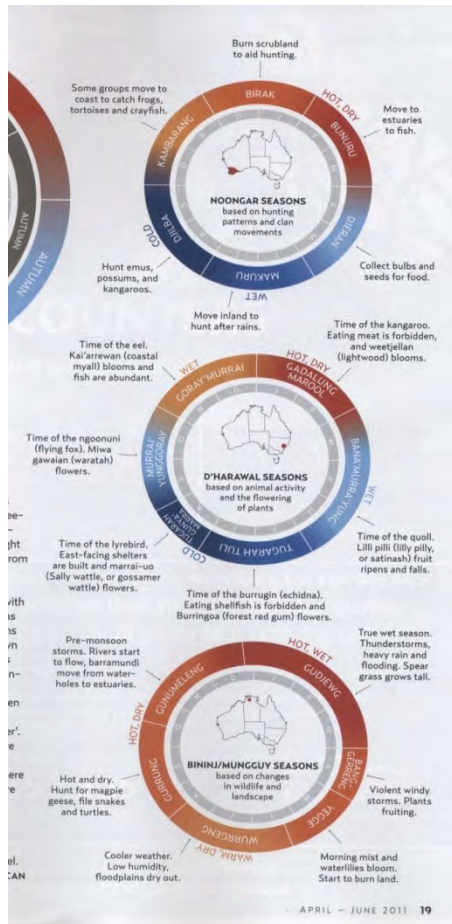 Burn scrubland
to aid hunting.
Some groups move to
coast to catch frogs,
tortoises and crayfish.
BIRAK
HOT, DRY
BUNURU
Move to
estuaries
to fish.
KAMBARANG
NOONGAR SEASONS
based on hunting
patterns and clan
movements
DJERAN
DJILBA
COLD
MAKURU
WET
AUTUMN
AUTUMN
Hunt emus,
possums, and
kangaroos.
Collect bulbs and
seeds for food.
Move inland to
hunt after rains.
Time of the eel.
Kai'arrewan (coastal
myall) blooms and
fish are abundant.
Time of the kangaroo.
Eating meat is forbidden,
and weetjellan
(lightwood) blooms.
WET
GORAY'MURRAI
HOT, DRY
GADALUNG
MAROOL
Time of the ngoonuni
(flying fox). Miwa
gawaian (waratah)
flowers.
MURRAI'
YUNGGORAY
D'HARAWAL SEASONS
based on animal activity
and the flowering
of plants
BANA'MURRA'YUNG
WET
TUGARAH
GUNYA'
MARRA
COLD
TUGARAH TULI
Time of the lyrebird.
East-facing shelters
are built and marrai-uo
(Sally wattle, or gossamer
wattle) flowers.
Time of the quoll.
Lilli pilli (lilly pilly,
or satinash) fruit
ripens and falls.
Time of the burrugin (echidna).
Eating shellfish is forbidden and
Burringoa (forest red gum) flowers.
Pre-monsoon
storms. Rivers start
to flow, barramundi
move from water-
holes to estuaries.
True wet season.
Thunderstorms,
heavy rain and
flooding. Spear
grass grows tall.
HOT, WET
GUNUMELENG
GUDJEWG
HOT, DRY
GURRUNG
BININJ/MUNGGUY SEASONS
based on changes
in wildlife and
landscape
BANG-
GERRENG
YEGGE
WURRGENG
WARM, DRY
Hot and dry.
Hunt for magpie
geese, file snakes
and turtles.
Violent windy
storms. Plants
fruiting.
Cooler weather.
Low humidity,
floodplains dry out.
Morning mist and
waterlilies bloom.
Start to burn land.
APRIL – JUNE 2011 19